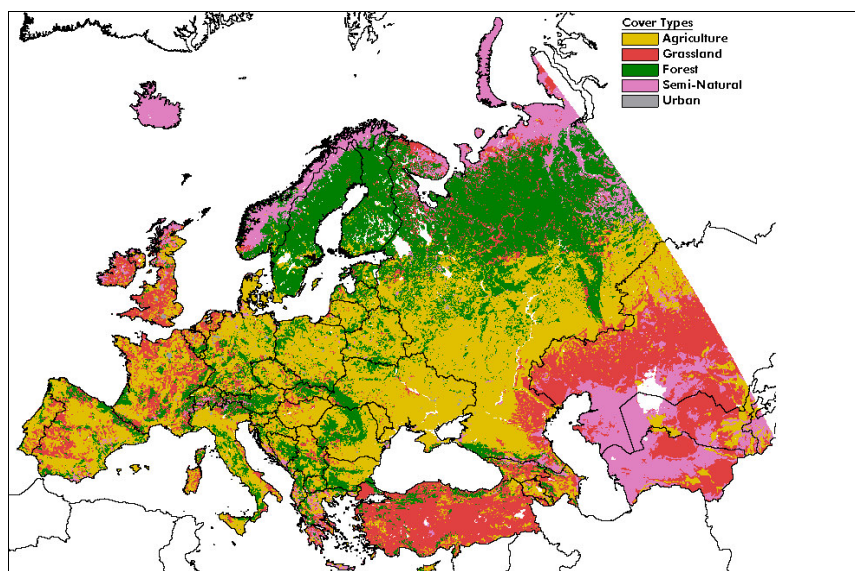 Cover Types
Agriculture
Grassland
Forest
Semi-Natural
Urban